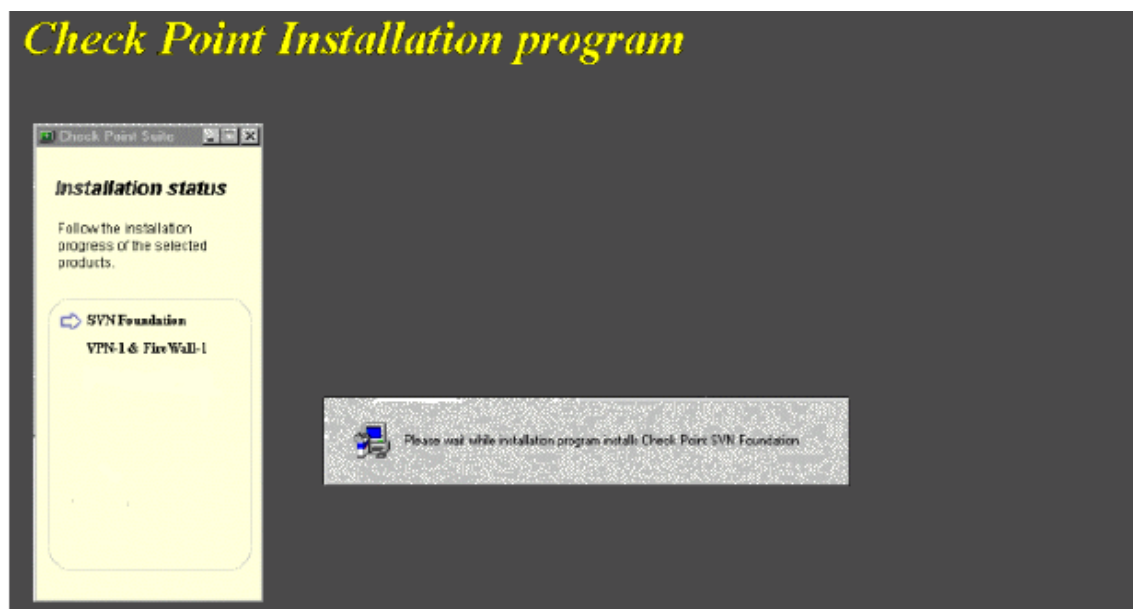 Check Point Installation program
Check Point Suite
Installation status
Follow the installation
progress of the selected
products.
SVN Foundation
VPN-1 & FireWall-1
Please wait while installation program installs Check Point SVN Foundation